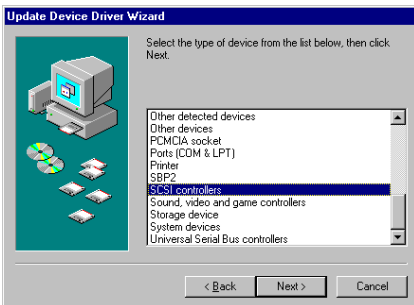 Update Device Driver Wizard
Select the type of device from the list below, then click
Next.
Other detected devices
Other devices
PCMCIA socket
Ports (COM & LPT)
Printer
SBP2
SCSI controllers
Sound, video and game controllers
Storage device
System devices
Universal Serial Bus controllers
< Back
Next >
Cancel